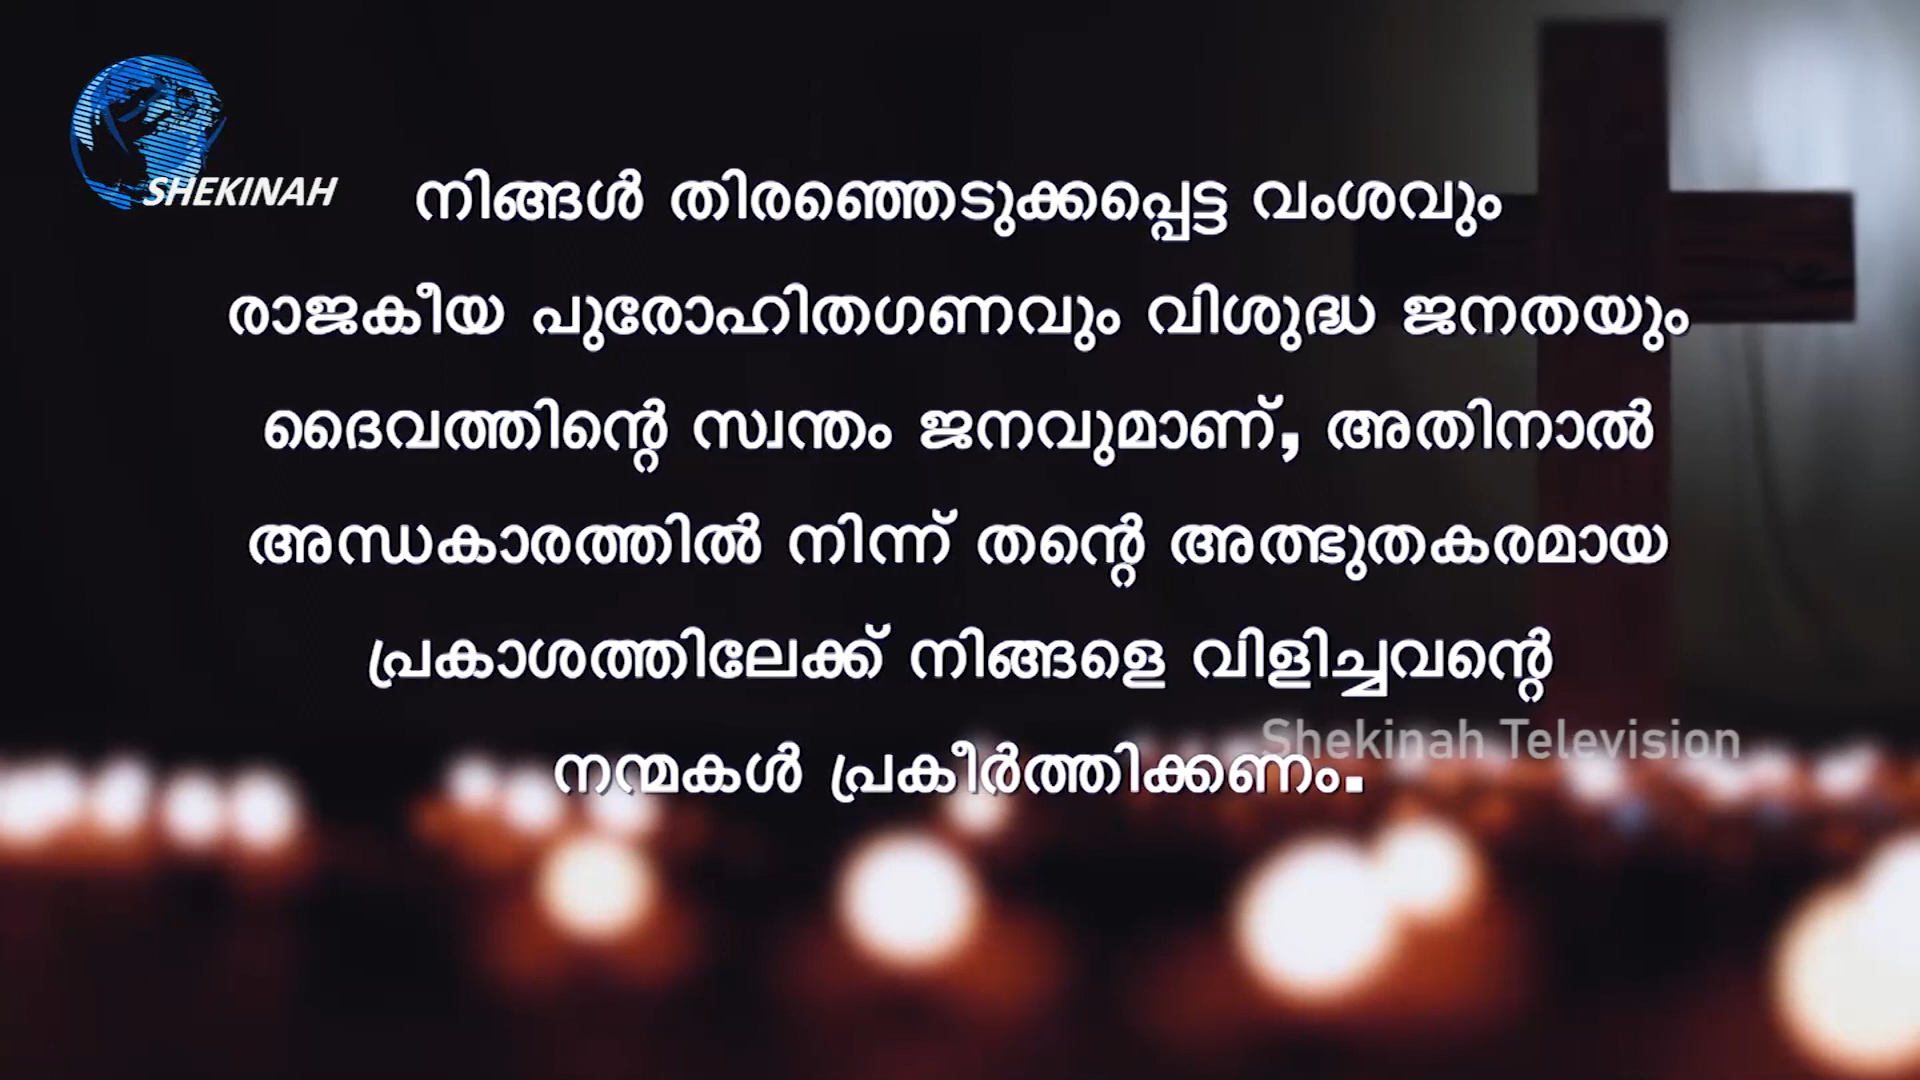 SHEKINAH
നിങ്ങൾ തിരഞ്ഞെടുക്കപ്പെട്ട വംശവും
രാജകീയ പുരോഹിതഗണവും വിശുദ്ധ ജനതയും
ദൈവത്തിന്റെ സ്വന്തം ജനവുമാണ്, അതിനാൽ
അന്ധകാരത്തിൽ നിന്ന് തന്റെ അത്ഭുതകരമായ
പ്രകാശത്തിലേക്ക് നിങ്ങളെ വിളിച്ചവന്റെ
നന്മകൾ പ്രകീർത്തിക്കണം.
Shekinah Television